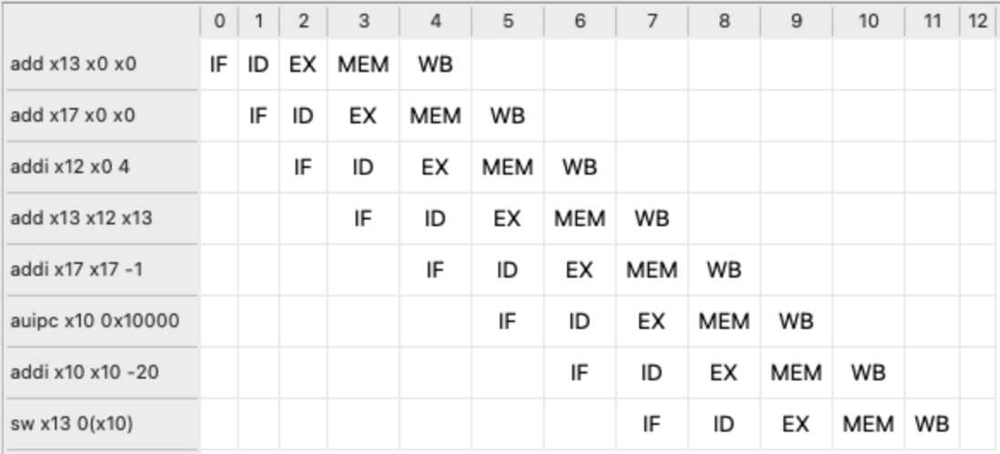 0 1 2 3 4 5 6 7 8 9 10 11 12
add x13 x0 x0 IF ID EX MEM WB
add x17 x0 x0 IF ID EX MEM WB
addi x12 x0 4 IF ID EX MEM WB
add x13 x12 x13 IF ID EX MEM WB
addi x17 x17 -1 IF ID EX MEM WB
auipc x10 0x10000 IF ID EX MEM WB
addi x10 x10 -20 IF ID EX MEM WB
sw x13 0(x10) IF ID EX MEM WB